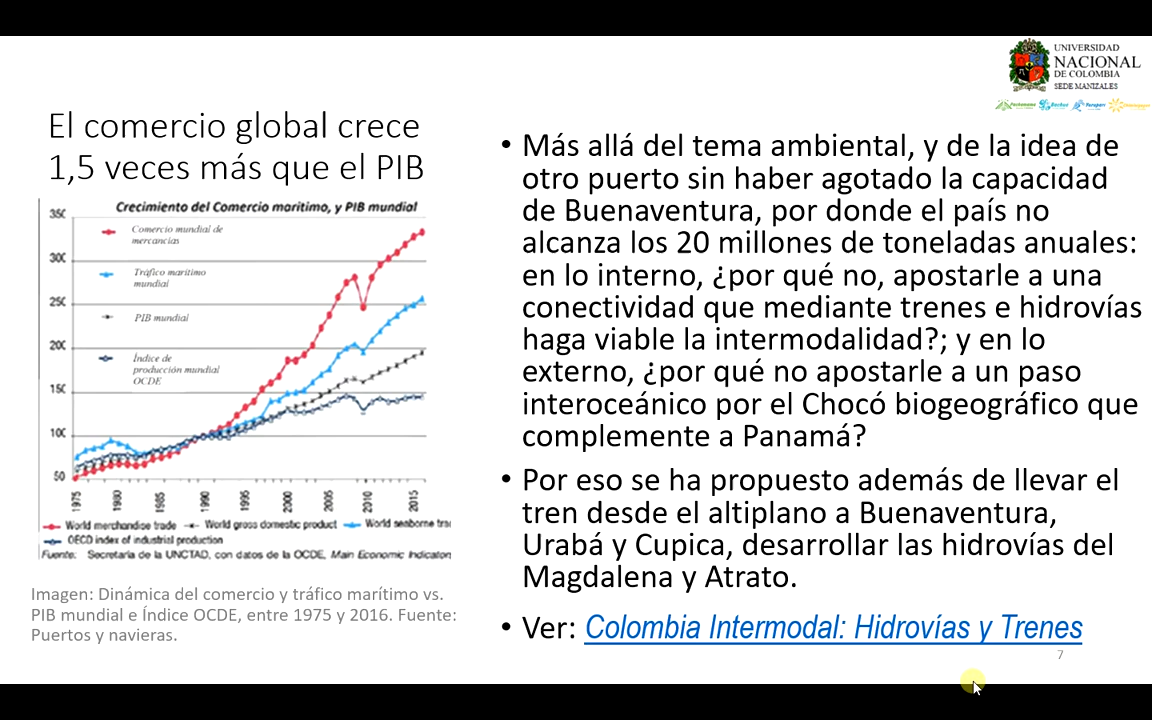 UNIVERSIDAD
NACIONAL
DE COLOMBIA
SEDE MANIZALES
El comercio global crece
1,5 veces más que el PIB
Crecimiento del Comercio maritimo, y PIB mundial
350
300
250
200
150
100
50
Comercio mundial de
mercancias
Tráfico maritimo
mundial
PIB mundial
Índice de
producción mundial
OCDE
1975
1980
1985
1990
1995
2000
2005
2010
2015
World merchandise trade
World gross domestic product
World seaborne trac
OECD index of industrial production
Fuente: Secretaria de la UNCTAD, con datos de la OCDE, Main Economic Indicators
Imagen: Dinámica del comercio y tráfico marítimo vs.
PIB mundial e Índice OCDE, entre 1975 y 2016. Fuente:
Puertos y navieras.
• Más allá del tema ambiental, y de la idea de
otro puerto sin haber agotado la capacidad
de Buenaventura, por donde el país no
alcanza los 20 millones de toneladas anuales:
en lo interno, ¿por qué no, apostarle a una
conectividad que mediante trenes e hidrovías
haga viable la intermodalidad?; y en lo
externo, ¿por qué no apostarle a un paso
interoceánico por el Chocó biogeográfico que
complemente a Panamá?
• Por eso se ha propuesto además de llevar el
tren desde el altiplano a Buenaventura,
Urabá y Cupica, desarrollar las hidrovías del
Magdalena y Atrato.
• Ver: Colombia Intermodal: Hidrovías y Trenes
7